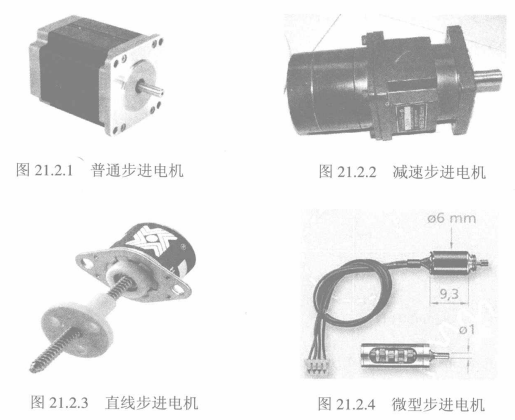 图 21.2.1 普通步进电机
图 21.2.2 减速步进电机
ø6 mm
9,3
ø1
图 21.2.3 直线步进电机
图 21.2.4 微型步进电机